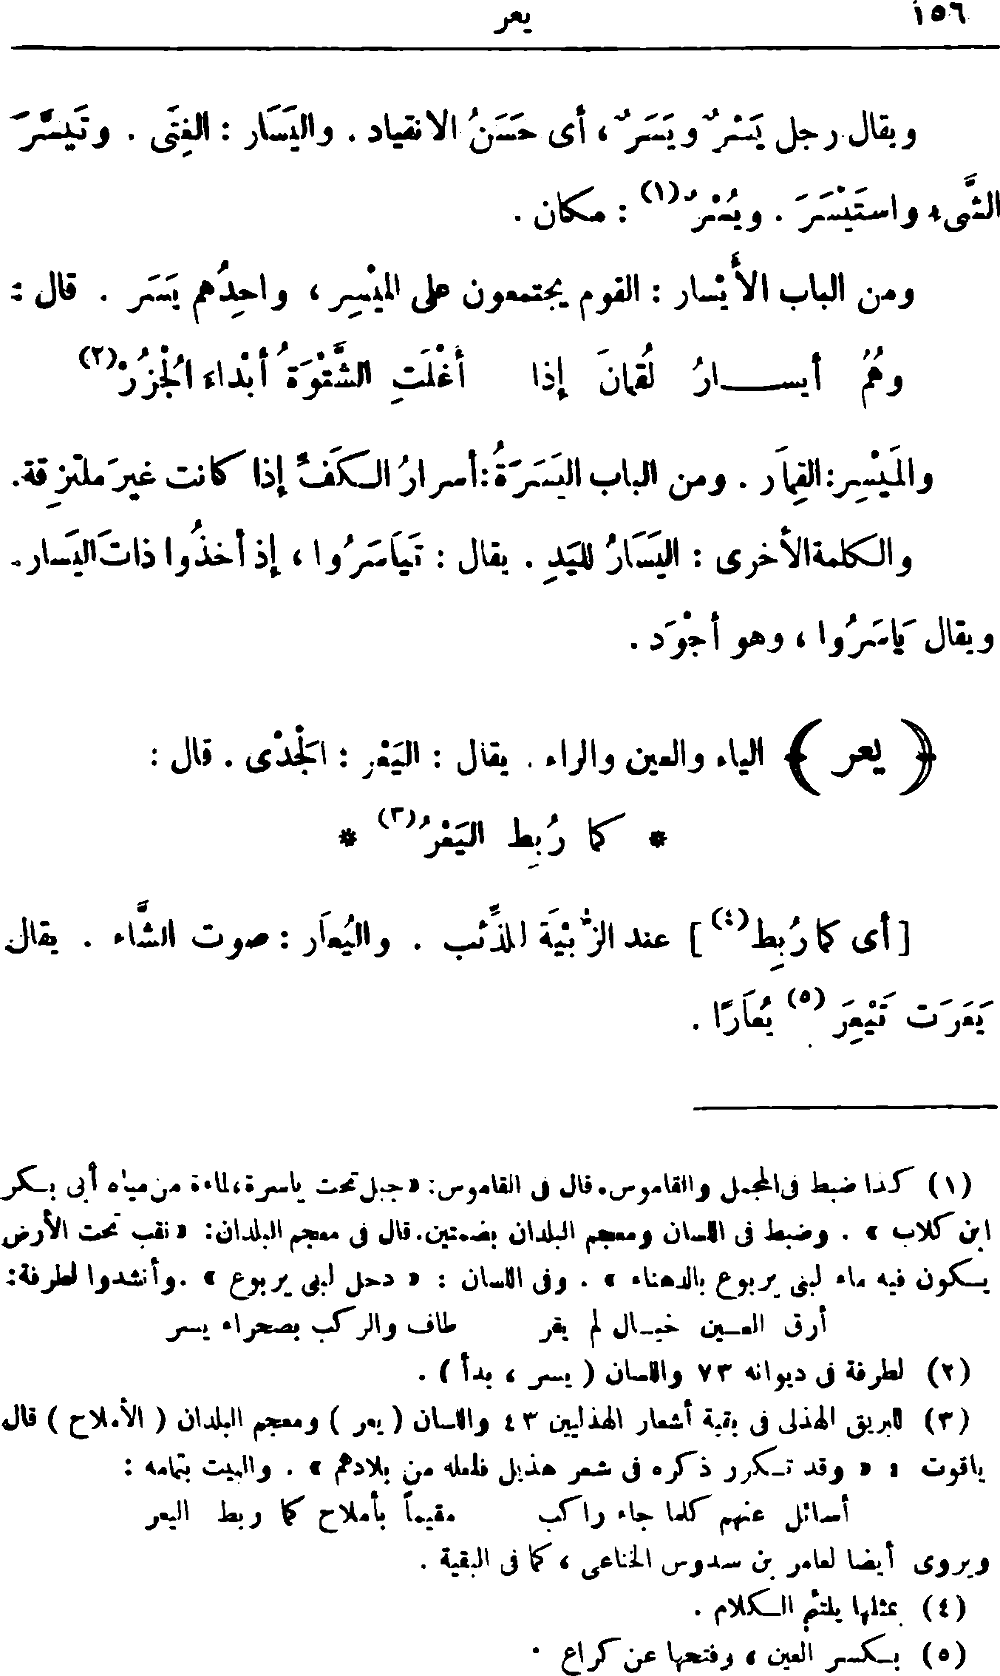 ١٥٦ يعر
ويقال رجل يَسْرٌ ويَسَرٌ ، أى حَسَنُ الانقياد . واليَسَار : الغِنَى . وتَيسَّرَ
الشَّىء واستَيْسَرَ . ويُسْرٌ(١) : مكان .
ومن الباب الأَيْسار : القوم يجتمعون على الميْسِر ، واحِدُهم يَسَر . قال :
وهُمُ أيســارُ لُقمانَ إذا أغْلَتِ الشَّتْوَةُ أبْداءَ الجُزُرْ(٢)
والمَيْسِر: القِمَار . ومن الباب اليَسَرَةُ: أسرارُ الكَفِّ إذا كانت غيرَ ملتزِقة.
والكلمة الأخرى : اليَسَارُ لليَدِ . يقال : تَيَاسَرُوا ، إذ أخذُوا ذاتَ اليَسار.
ويقال يَاسَرُوا ، وهو أجْوَد .
﴿ يعر ﴾ الياء والعين والراء . يقال : اليَعْر : الجَدْى . قال :
* كما رُبِط اليَعْرُ(٣) *
[ أى كما رُبِط(٤) ] عند الزُّبْيَة للذِّئب . واليُعَار : صوت الشَّاء . يقال
يَعَرَت تَيْعِرَ(٥) يُعَارًا .
(١) كذا ضبط فى المجمل والقاموس. قال فى القاموس: «جبل تحت ياسرة، لماءة من مياه أبى بكر
ابن كلاب » . وضبط فى اللسان ومعجم البلدان بضمتين. قال فى معجم البلدان: «نقب تحت الأرض
يكون فيه ماء لبنى يربوع بالدهناء » . وفى اللسان : « دحل لبنى يربوع » . وأنشدوا لطرفة:
أرق العــين خيــال لم يقر طاف والركب بصحراء يسر
(٢) لطرفة فى ديوانه ٧٣ واللسان ( يسر ، بدأ ) .
(٣) للبريق الهذلى فى بقية أشعار الهذليين ٤٣ واللسان ( يعر ) ومعجم البلدان ( الأملاح ) قال
ياقوت : « وقد تكرر ذكره فى شعر هذيل فلعله من بلادهم » . والبيت بتمامه :
أسائل عنهم كلما جاء راكب مقيماً بأملاح كما ربط اليعر
ويروى أيضا لعامر بن سدوس الخناعى ، كما فى البقية .
(٤) بمثلها يلتئم الكلام .
(٥) بكسر العين ، وفتحها عن كراع .